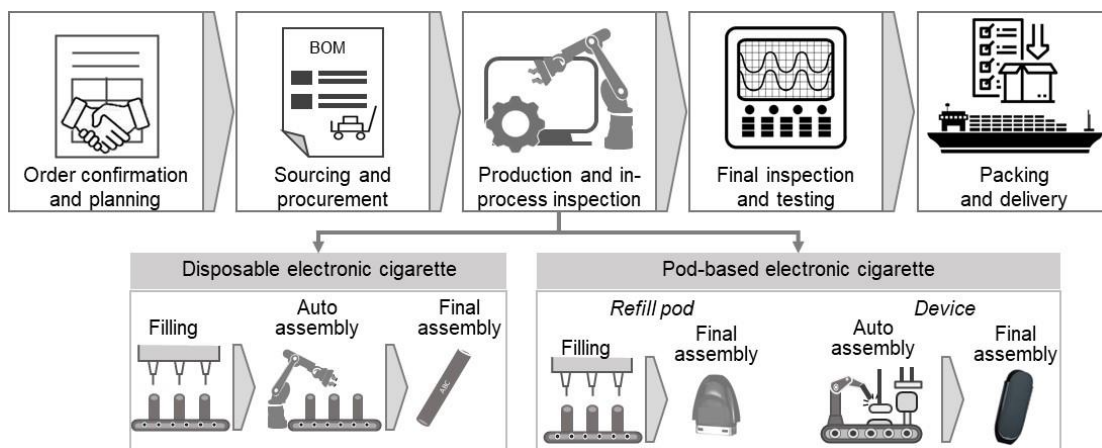 BOM
Order confirmation
and planning
Sourcing and
procurement
Production and in-
process inspection
Final inspection
and testing
Packing
and delivery
Disposable electronic cigarette
Filling
Auto
assembly
Final
assembly
ABC
Pod-based electronic cigarette
Refill pod
Filling
Final
assembly
Device
Auto
assembly
Final
assembly